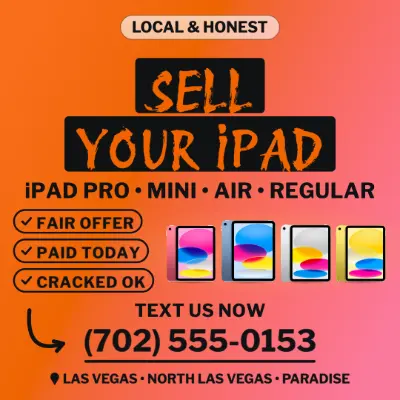 LOCAL & HONEST
SELL
YOUR iPAD
iPAD PRO • MINI • AIR • REGULAR
FAIR OFFER
PAID TODAY
CRACKED OK
TEXT US NOW
(702) 555-0153
LAS VEGAS • NORTH LAS VEGAS • PARADISE